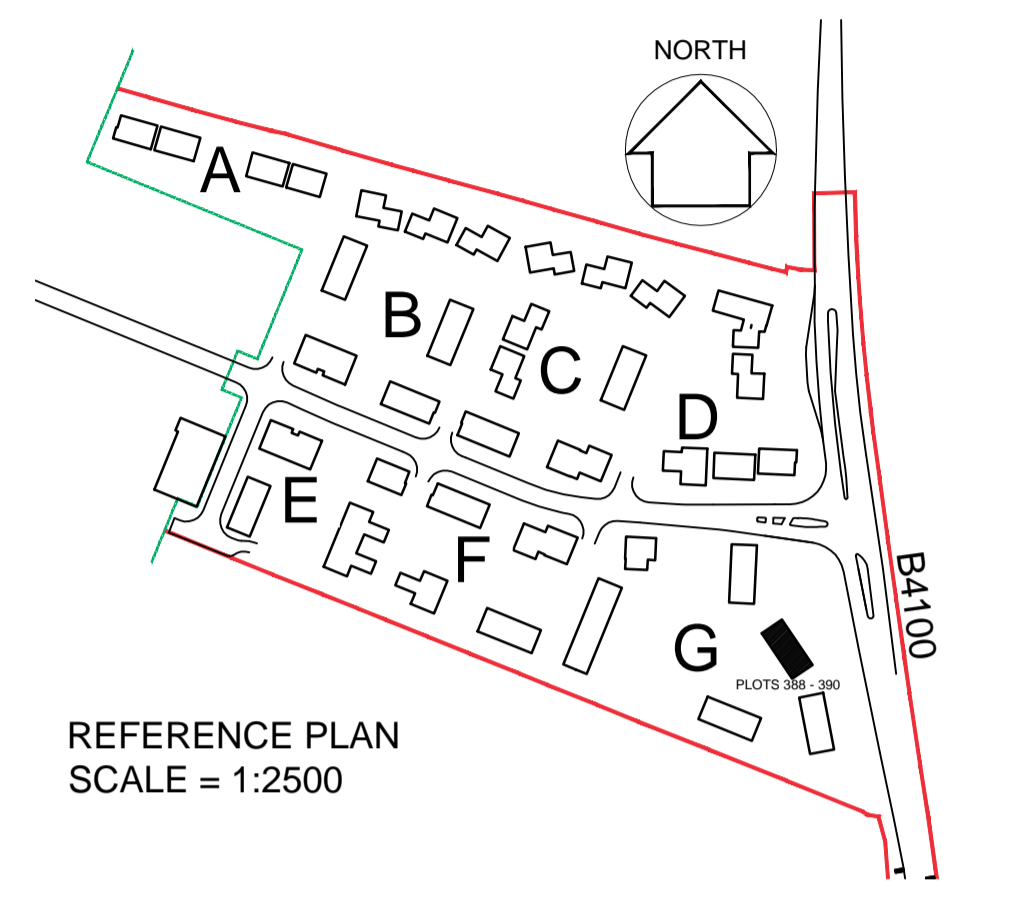 NORTH
A
B
C
D
E
F
G
B4100
PLOTS 388 - 390
REFERENCE PLAN
SCALE = 1:2500